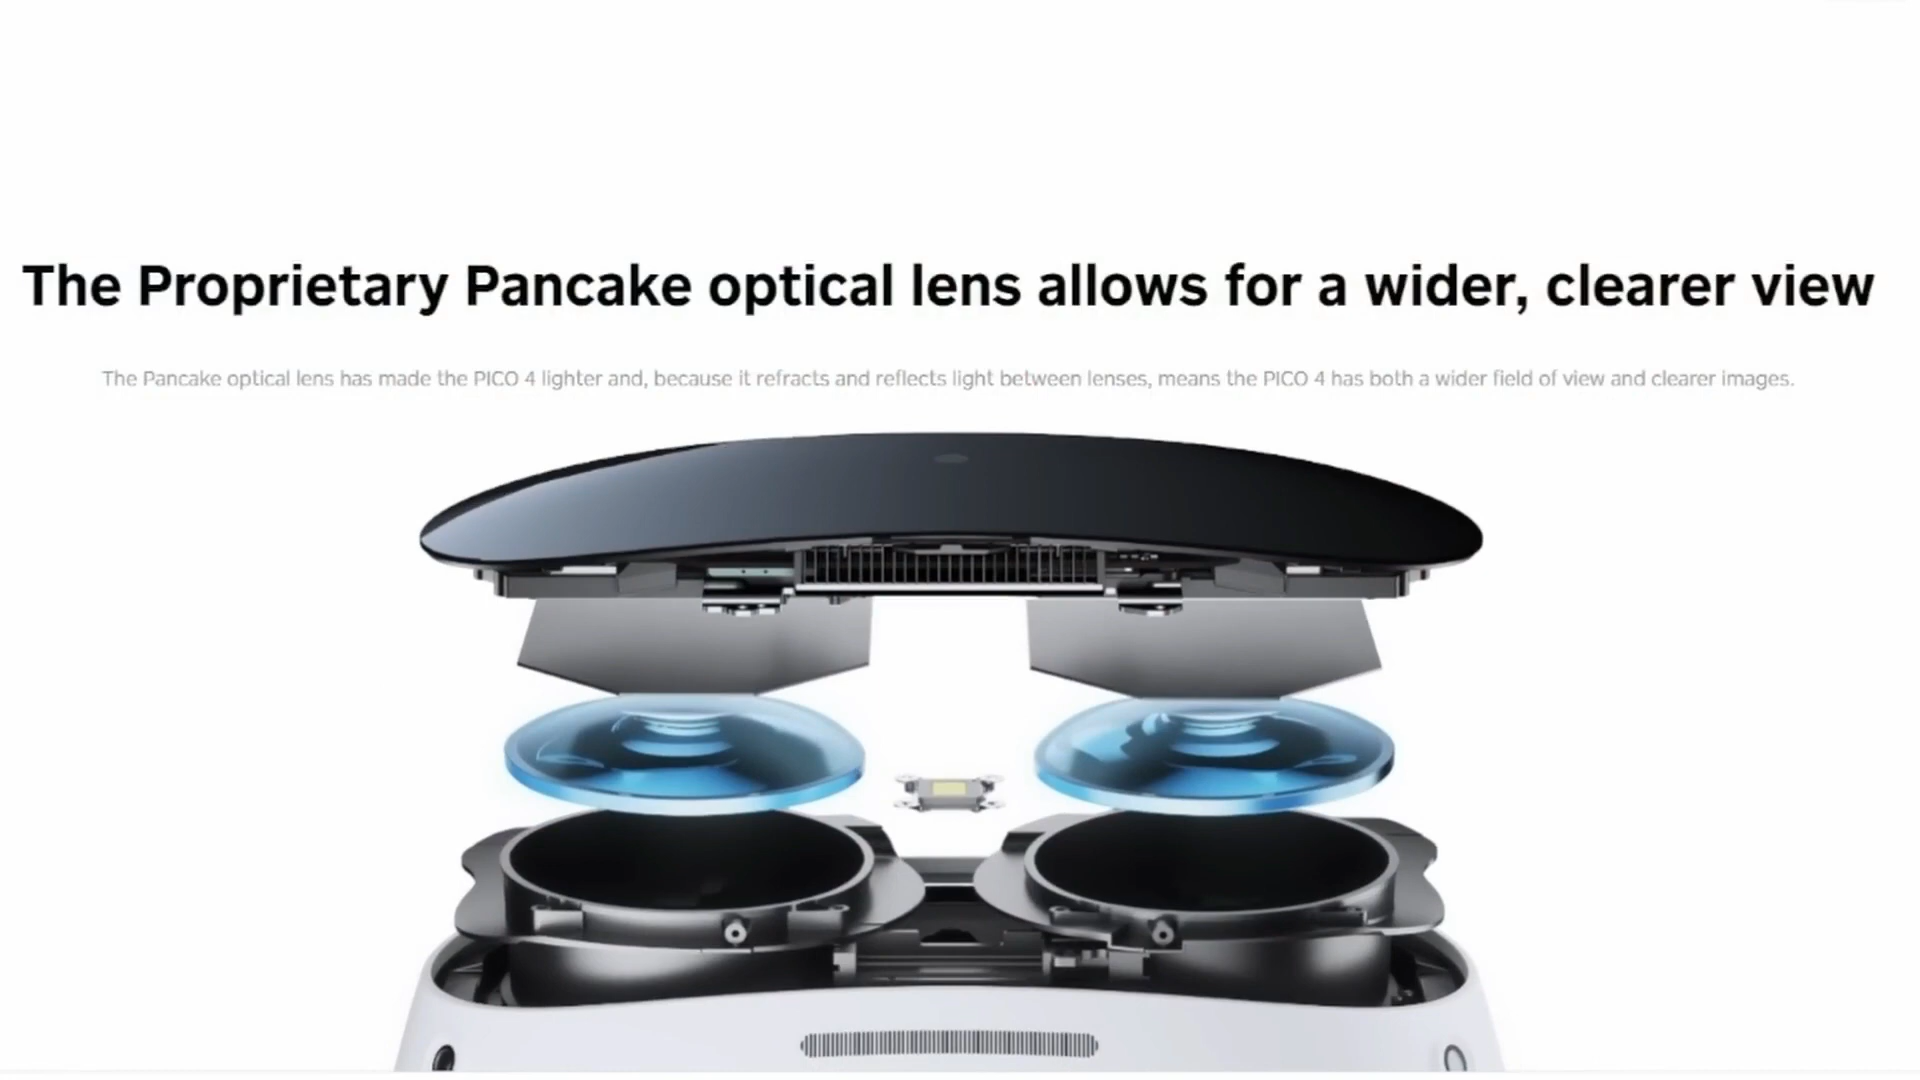 The Proprietary Pancake optical lens allows for a wider, clearer view
The Pancake optical lens has made the PICO 4 lighter and, because it refracts and reflects light between lenses, means the PICO 4 has both a wider field of view and clearer images.